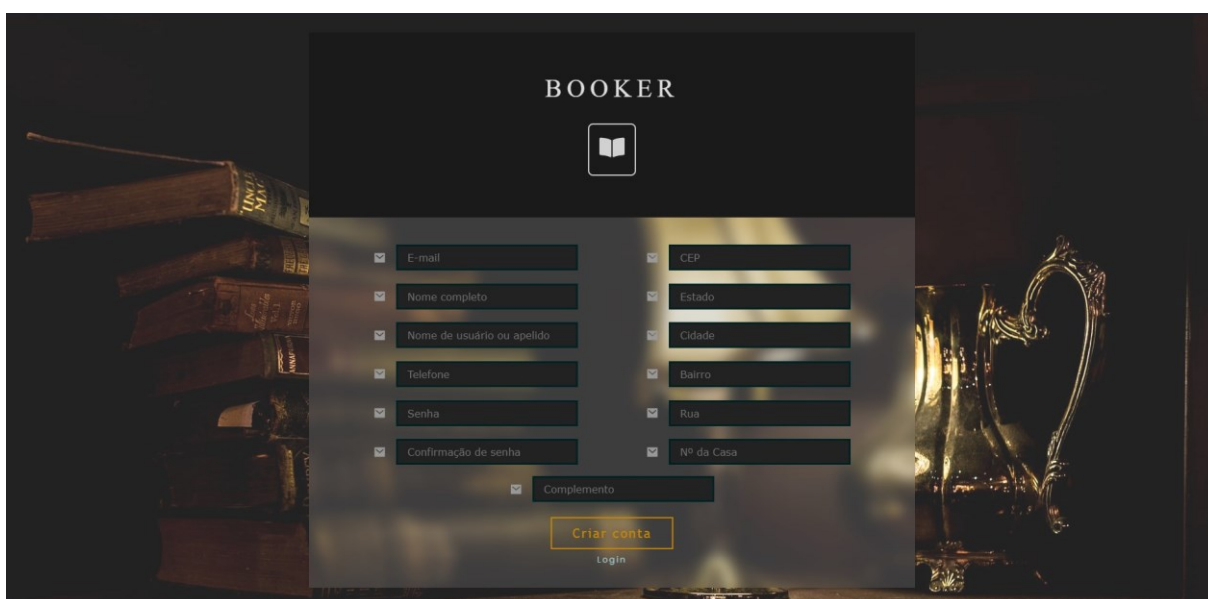 BOOKER
E-mail
Nome completo
Nome de usuário ou apelido
Telefone
Senha
Confirmação de senha
CEP
Estado
Cidade
Bairro
Rua
Nº da Casa
Complemento
Criar conta
Login